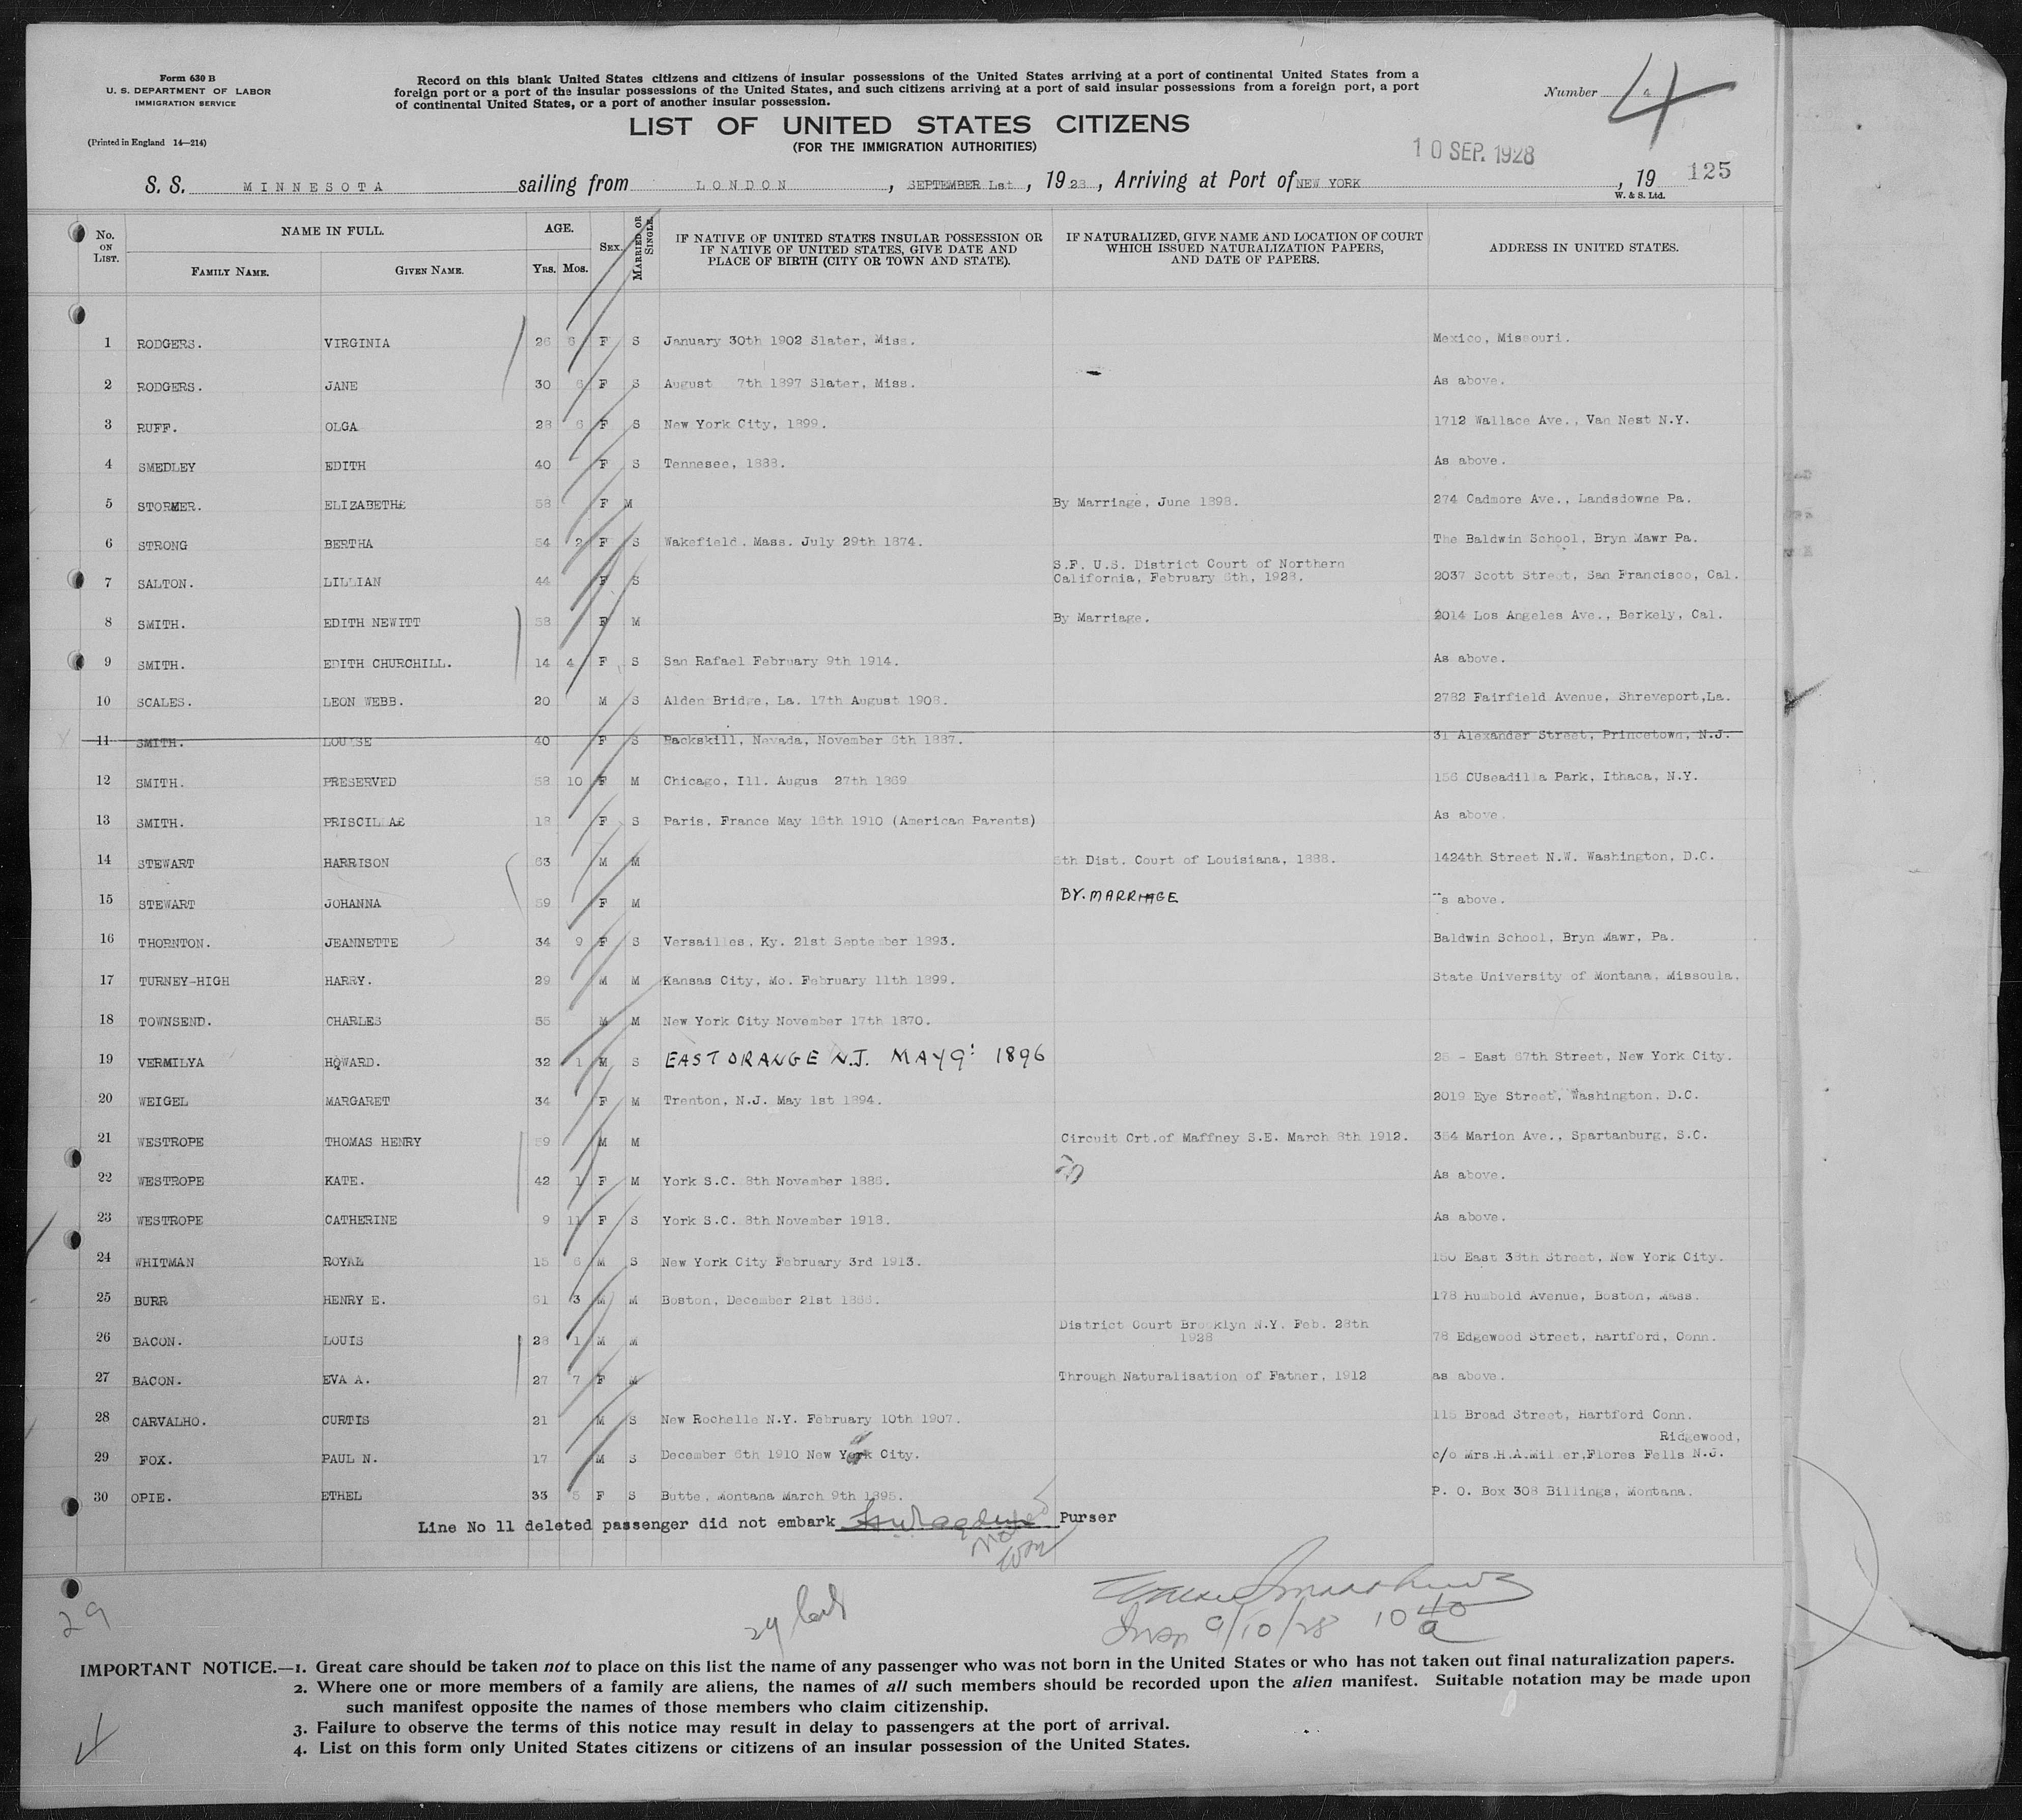 Form 630 B
U. S. DEPARTMENT OF LABOR
IMMIGRATION SERVICE
(Printed in England 14—214)
Record on this blank United States citizens and citizens of insular possessions of the United States arriving at a port of continental United States from a
foreign port or a port of the insular possessions of the United States, and such citizens arriving at a port of said insular possessions from a foreign port, a port
of continental United States, or a port of another insular possession.
Number 4
4
LIST OF UNITED STATES CITIZENS
(FOR THE IMMIGRATION AUTHORITIES)
10 SEP. 1928
S. S. MINNESOTA sailing from LONDON, SEPTEMBER 1st, 1928, Arriving at Port of NEW YORK, 19 125
W. & S. Ltd.
No. ON LIST. NAME IN FULL. FAMILY NAME. GIVEN NAME. AGE. YRS. MOS. SEX. MARRIED OR SINGLE. IF NATIVE OF UNITED STATES INSULAR POSSESSION OR IF NATIVE OF UNITED STATES, GIVE DATE AND PLACE OF BIRTH (CITY OR TOWN AND STATE). IF NATURALIZED, GIVE NAME AND LOCATION OF COURT WHICH ISSUED NATURALIZATION PAPERS, AND DATE OF PAPERS. ADDRESS IN UNITED STATES.
1 RODGERS. VIRGINIA 26 6 F S January 30th 1902 Slater, Miss. Mexico, Missouri.
2 RODGERS. JANE 30 6 F S August 7th 1897 Slater, Miss. As above.
3 RUFF. OLGA 28 6 F S New York City, 1899. 1712 Wallace Ave., Van Nest N.Y.
4 SMEDLEY EDITH 40 F S Tennesee, 1888. As above.
5 STORMER. ELIZABETHE 58 F M By Marriage, June 1898. 274 Cadmore Ave., Landsdowne Pa.
6 STRONG BERTHA 54 2 F S Wakefield. Mass. July 29th 1874. The Baldwin School, Bryn Mawr Pa.
7 SALTON. LILLIAN 44 F S S.F. U.S. District Court of Northern
California, February 6th, 1928. 2037 Scott Street, San Francisco, Cal.
8 SMITH. EDITH NEWITT 58 F M By Marriage. 2014 Los Angeles Ave., Berkely, Cal.
9 SMITH. EDITH CHURCHILL. 14 4 F S San Rafael February 9th 1914. As above.
10 SCALES. LEON WEBB. 20 M S Alden Bridge, La. 17th August 1908. 2782 Fairfield Avenue, Shreveport,La.
11 SMITH. LOUISE 40 F S Packskill, Nevada, November 6th 1887. 31 Alexander Street, Princetown, N.J.
12 SMITH. PRESERVED 58 10 F M Chicago, Ill. Augus 27th 1869 156 CUseadilla Park, Ithaca, N.Y.
13 SMITH. PRISCILLAE 18 F S Paris. France May 16th 1910 (American Parents) As above.
14 STEWART HARRISON 63 M M 5th Dist. Court of Louisiana, 1888. 1424th Street N.W. Washington, D.C.
15 STEWART JOHANNA 59 F M BY. MARRIAGE s above.
16 THORNTON. JEANNETTE 34 9 F S Versailles, Ky. 21st September 1893. Baldwin School, Bryn Mawr, Pa.
17 TURNEY-HIGH HARRY. 29 M M Kansas City, Mo. February 11th 1899. State University of Montana, Missoula.
18 TOWNSEND. CHARLES 55 M M New York City November 17th 1870.
19 VERMILYA HOWARD. 32 1 M S EAST ORANGE N.J. MAY 9: 1896 25 - East 67th Street, New York City.
20 WEIGEL MARGARET 34 F M Trenton, N.J. May 1st 1894. 2019 Eye Street, Washington. D.C.
21 WESTROPE THOMAS HENRY 59 M M Circuit Crt.of Maffney S.E. March 8th 1912. 354 Marion Ave., Spartanburg, S.C.
22 WESTROPE KATE. 42 1 F M York S.C. 8th November 1886. As above.
23 WESTROPE CATHERINE 9 11 F S York S.C. 8th November 1918. As above.
24 WHITMAN ROYAL 15 6 M S New York City February 3rd 1913. 150 East 38th Street, New York City.
25 BURR HENRY E. 61 3 M M Boston, December 21st 1866. 178 Humbold Avenue, Boston, Mass.
26 BACON. LOUIS 28 1 M M District Court Brooklyn N.Y. Feb. 28th
1928 78 Edgewood Street, Hartford, Conn.
27 BACON. EVA A. 27 7 F M Through Naturalisation of Father, 1912 as above.
28 CARVALHO. CURTIS 21 M S New Rochelle N.Y. February 10th 1907. 115 Broad Street, Hartford Conn.
Ridgewood,
29 FOX. PAUL N. 17 M S December 6th 1910 New York City. c/o Mrs.H.A.Miller,Flores Fells N.J.
30 OPIE. ETHEL 33 5 F S Butte, Montana March 9th 1895. P. O. Box 308 Billings, Montana.
Line No 11 deleted passenger did not embark Purser
29
9/10/28 10 40 a
IMPORTANT NOTICE.—1. Great care should be taken not to place on this list the name of any passenger who was not born in the United States or who has not taken out final naturalization papers.
2. Where one or more members of a family are aliens, the names of all such members should be recorded upon the alien manifest. Suitable notation may be made upon
such manifest opposite the names of those members who claim citizenship.
3. Failure to observe the terms of this notice may result in delay to passengers at the port of arrival.
4. List on this form only United States citizens or citizens of an insular possession of the United States.